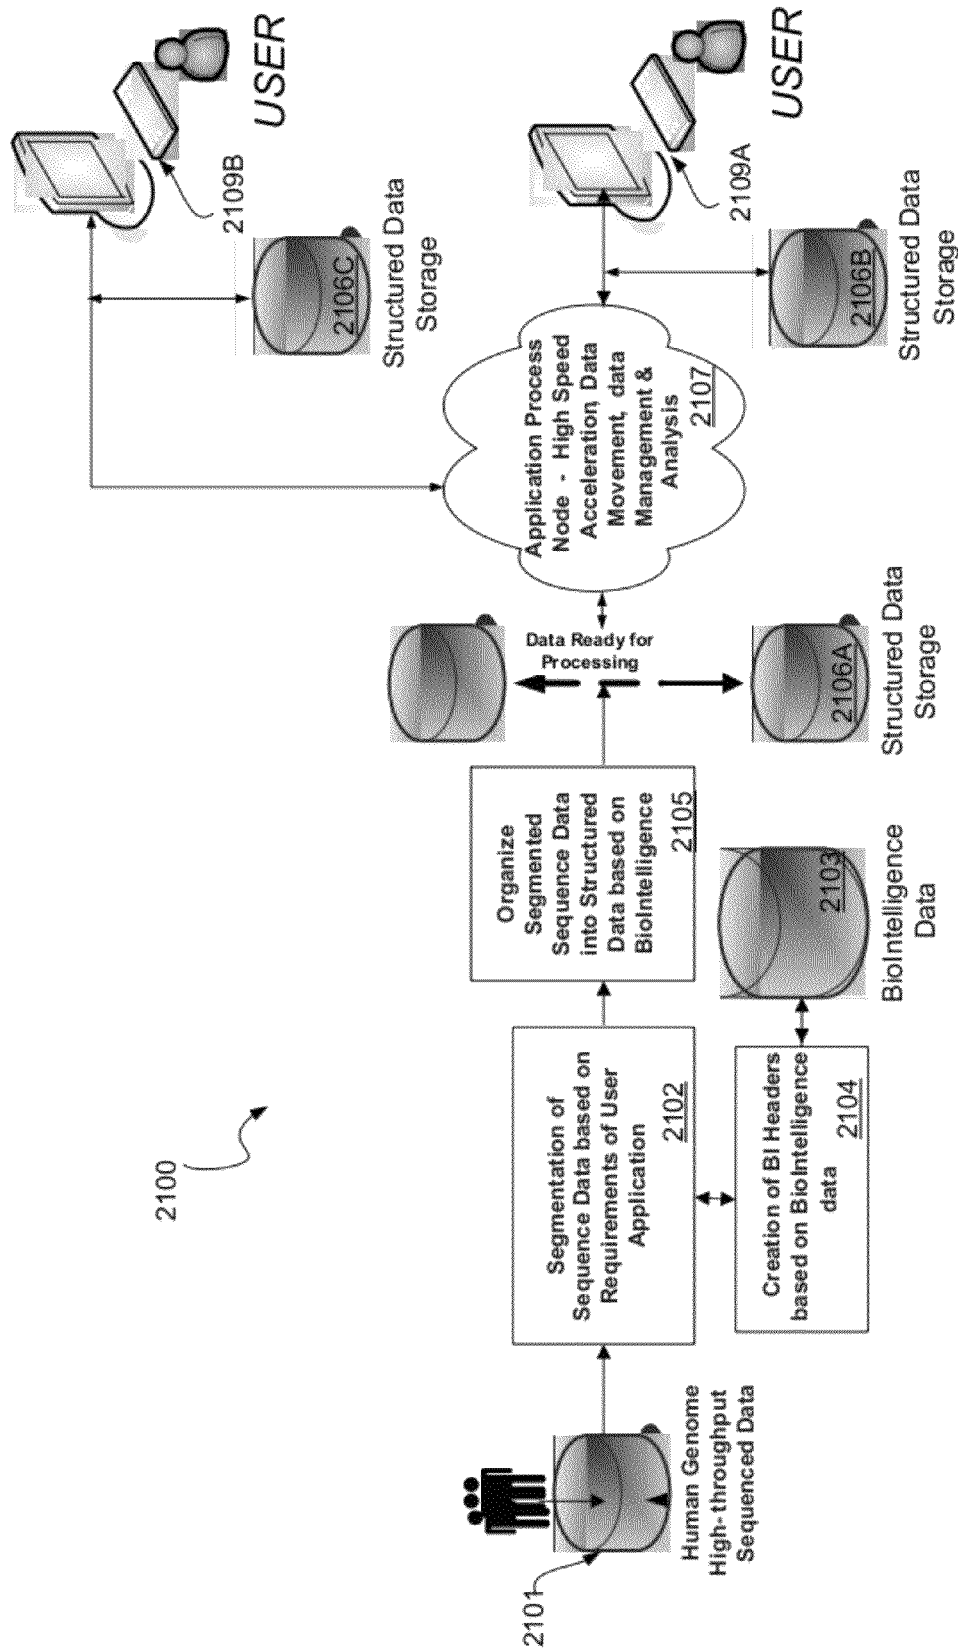 2100
2101
Human Genome
High-throughput
Sequenced Data
Segmentation of
Sequence Data based on
Requirements of User
Application
2102
Creation of BI Headers
based on BioIntelligence
data
2104
2103
BioIntelligence
Data
Organize
Segmented
Sequence Data
into Structured
Data based on
BioIntelligence
2105
Data Ready for
Processing
2106A
Structured Data
Storage
Application Process
Node - High Speed
Acceleration, Data
Movement, data
Management &
Analysis
2107
2106C
Structured Data
Storage
2109B
USER
2106B
Structured Data
Storage
2109A
USER